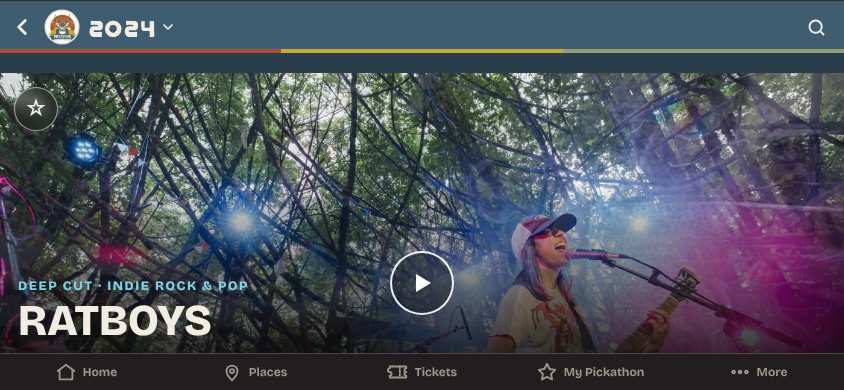 2024
DEEP CUT - INDIE ROCK & POP
RATBOYS
Home Places Tickets My Pickathon More